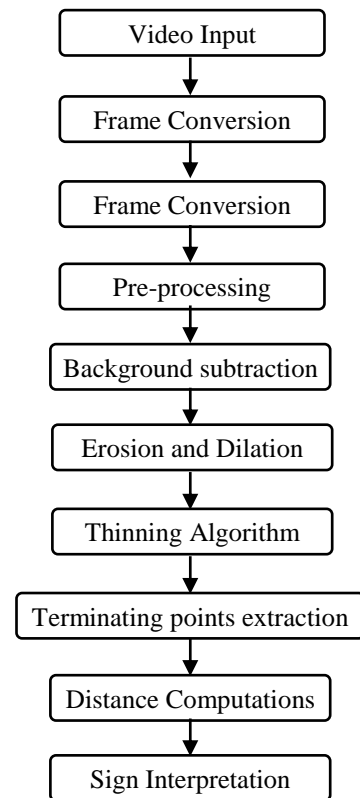 Video Input
Frame Conversion
Frame Conversion
Pre-processing
Background subtraction
Erosion and Dilation
Thinning Algorithm
Terminating points extraction
Distance Computations
Sign Interpretation